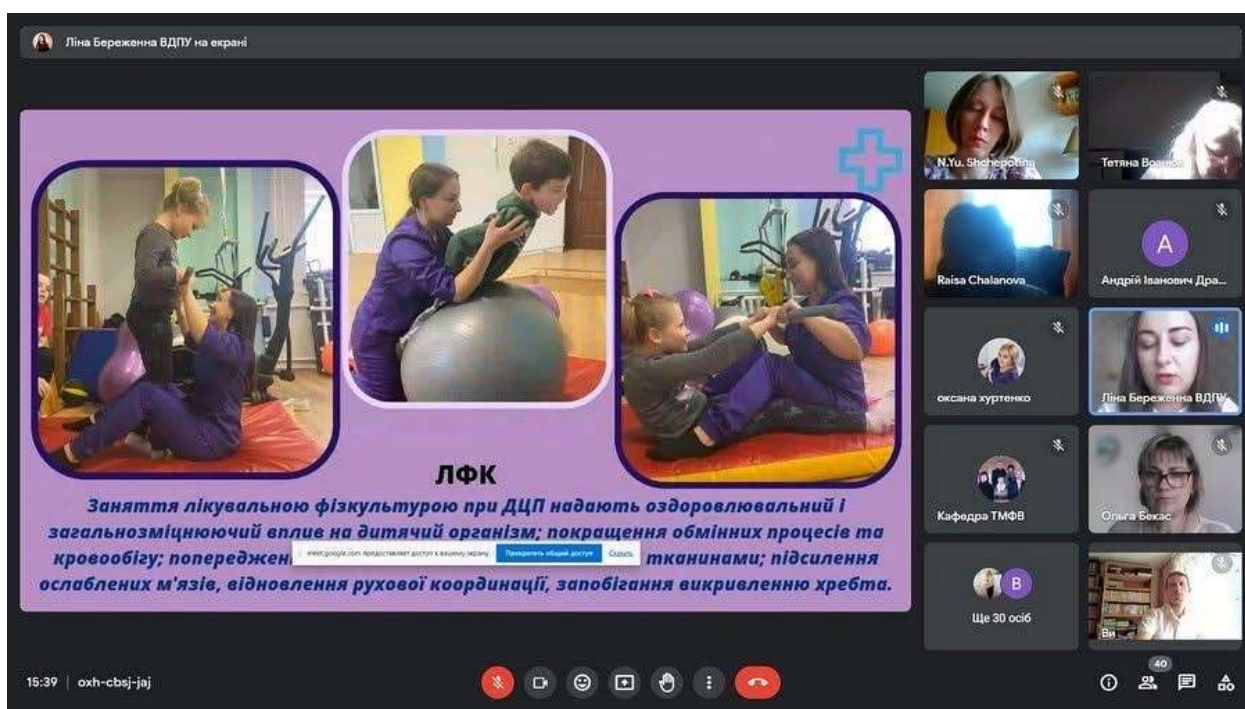 Ліна Береженна ВДПУ на екрані
ЛФК
Заняття лікувальною фізкультурою при ДЦП надають оздоровлювальний і
загальнозміцнюючий вплив на дитячий організм; покращення обмінних процесів та
кровообігу; попереджен тканинами; підсилення
meet.google.com предоставляет доступ к вашему экрану. Прекратить общий доступ Скрыть
ослаблених м'язів, відновлення рухової координації, запобігання викривленню хребта.
N.Yu. Shchepotina
Тетяна
Raisa Chalanova
А
Андрій Іванович Дра...
оксана хуртенко
Ліна Береженна ВДПУ
Кафедра ТМФВ
Ольга Бекас
В
Ще 30 осіб
Ви
15:39 | oxh-cbsj-jaj
40